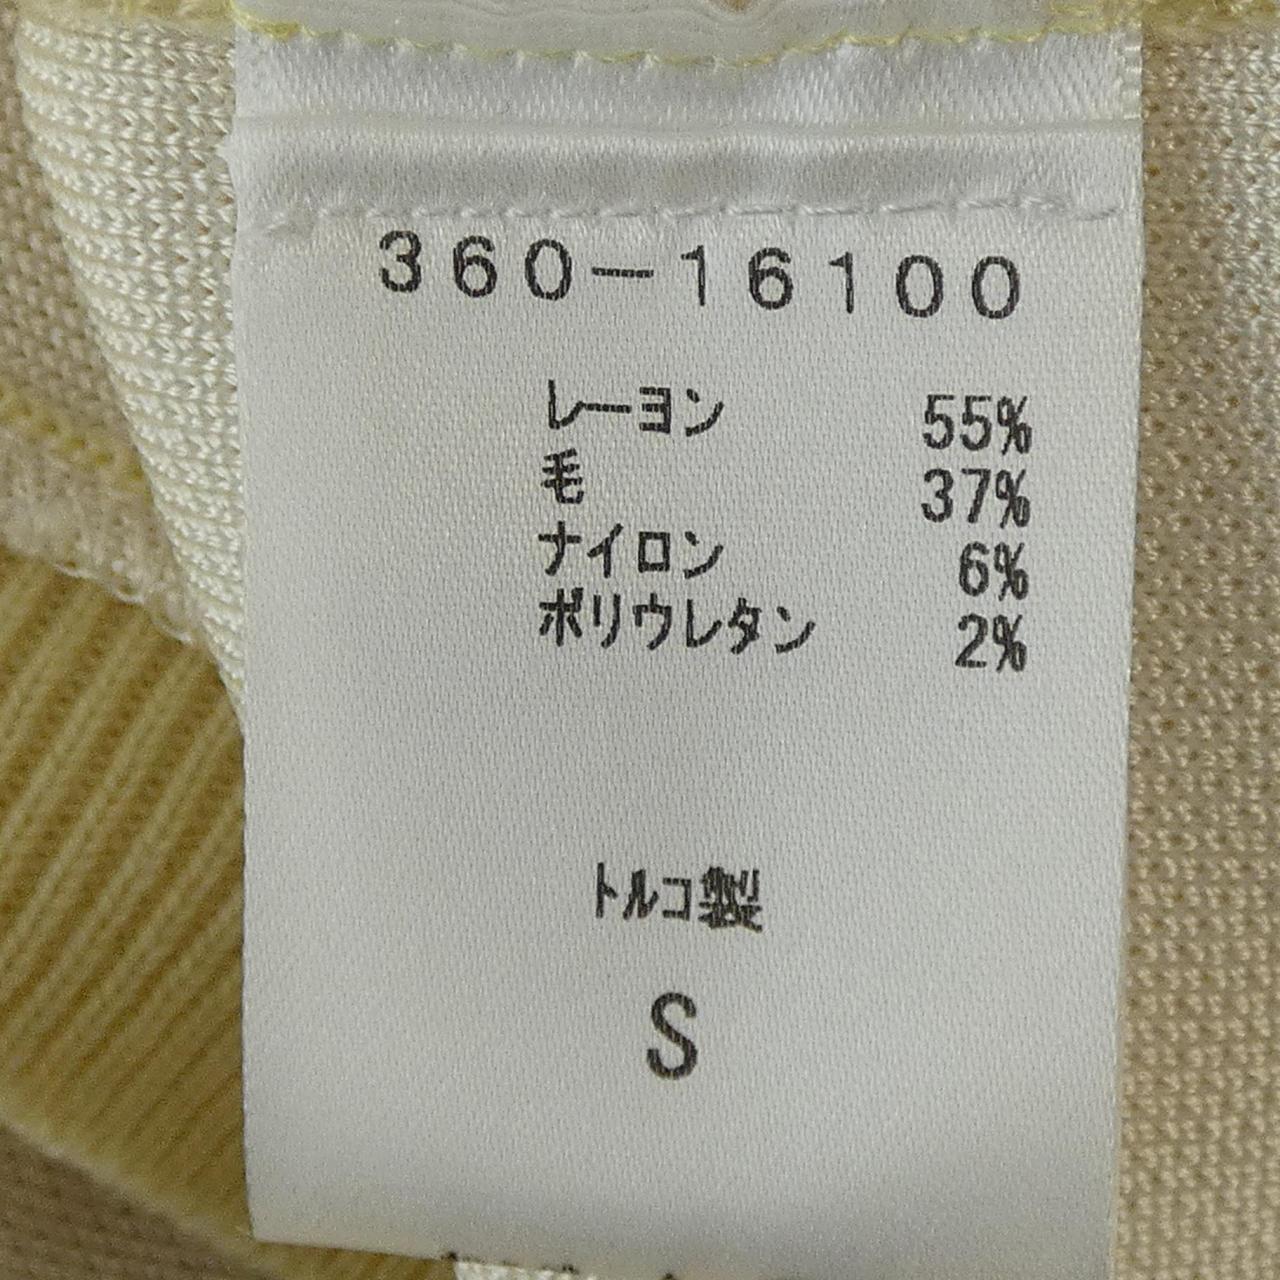 360-16100
レーヨン 55%
毛 37%
ナイロン 6%
ポリウレタン 2%
トルコ製
S